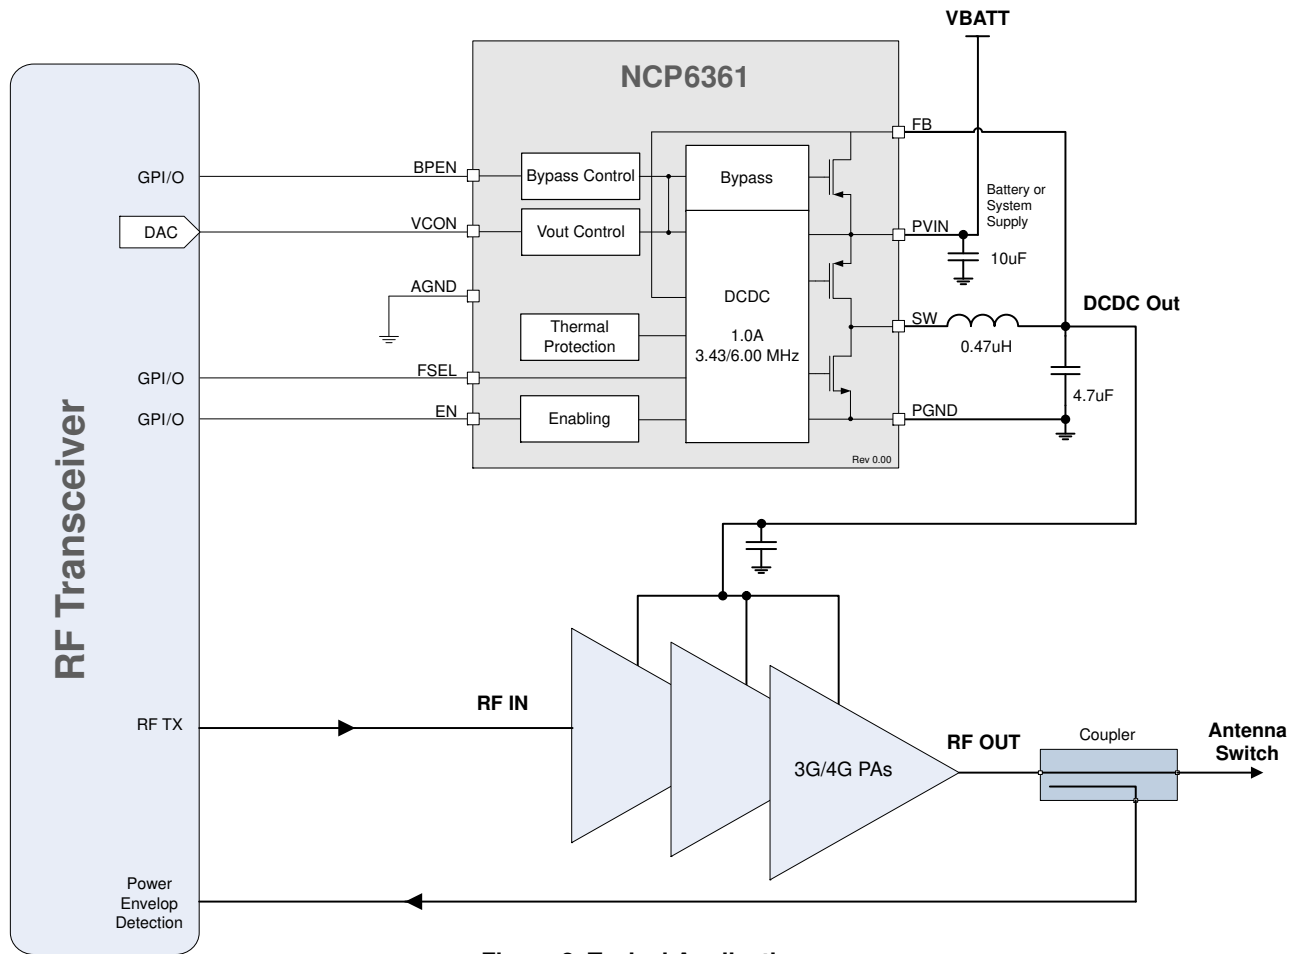 VBATT
NCP6361
FB
BPEN
GPI/O
Bypass Control
Bypass
Battery or
System
Supply
VCON
DAC
Vout Control
PVIN
10uF
AGND
DCDC
1.0A
3.43/6.00 MHz
DCDC Out
SW
0.47uH
Thermal
Protection
FSEL
GPI/O
4.7uF
EN
GPI/O
Enabling
PGND
Rev 0.00
RF Transceiver
RF TX
RF IN
3G/4G PAs
RF OUT
Coupler
Antenna
Switch
Power
Envelop
Detection